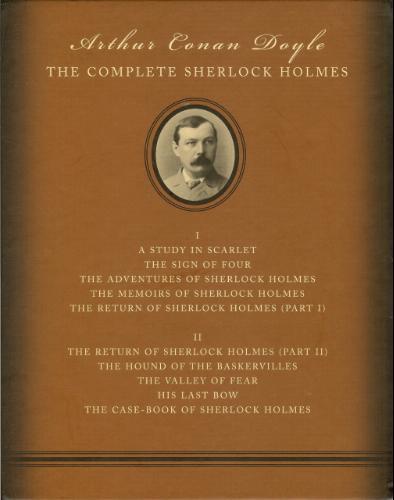 Arthur Conan Doyle
THE COMPLETE SHERLOCK HOLMES
I
A STUDY IN SCARLET
THE SIGN OF FOUR
THE ADVENTURES OF SHERLOCK HOLMES
THE MEMOIRS OF SHERLOCK HOLMES
THE RETURN OF SHERLOCK HOLMES (PART I)
II
THE RETURN OF SHERLOCK HOLMES (PART II)
THE HOUND OF THE BASKERVILLES
THE VALLEY OF FEAR
HIS LAST BOW
THE CASE-BOOK OF SHERLOCK HOLMES